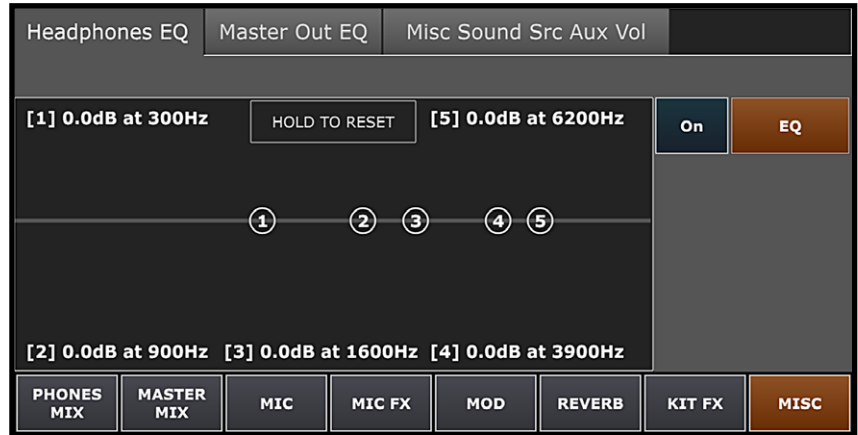 Headphones EQ Master Out EQ Misc Sound Src Aux Vol
[1] 0.0dB at 300Hz HOLD TO RESET [5] 0.0dB at 6200Hz On EQ
① ② ③ ④ ⑤
[2] 0.0dB at 900Hz [3] 0.0dB at 1600Hz [4] 0.0dB at 3900Hz
PHONES MIX MASTER MIX MIC MIC FX MOD REVERB KIT FX MISC